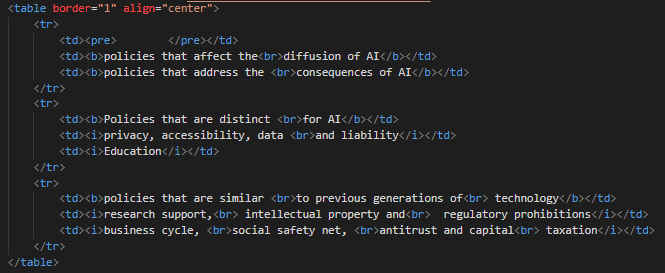 <table border="1" align="center">
<tr>
<td><pre>        </pre></td>
<td><b>policies that affect the<br>diffusion of AI</b></td>
<td><b>policies that address the <br>consequences of AI</b></td>
</tr>
<tr>
<td><b>Policies that are distinct <br>for AI</b></td>
<td><i>privacy, accessibility, data <br>and liability</i></td>
<td><i>Education</i></td>
</tr>
<tr>
<td><b>policies that are similar <br>to previous generations of<br> technology</b></td>
<td><i>research support,<br> intellectual property and<br>  regulatory prohibitions</i></td>
<td><i>business cycle, <br>social safety net, <br>antitrust and capital<br> taxation</i></td>
</tr>
</table>